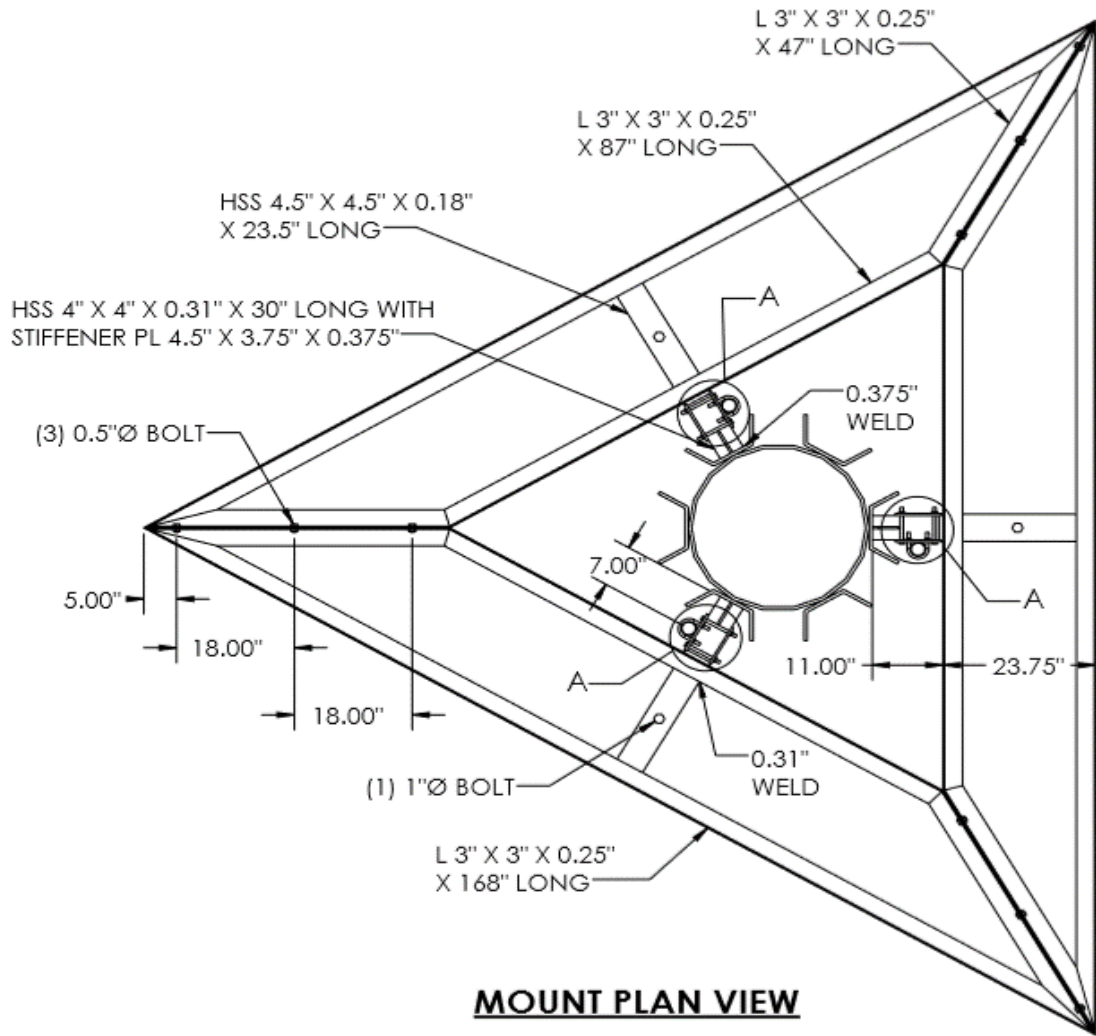 L 3" X 3" X 0.25"
X 47" LONG
L 3" X 3" X 0.25"
X 87" LONG
HSS 4.5" X 4.5" X 0.18"
X 23.5" LONG
A
HSS 4" X 4" X 0.31" X 30" LONG WITH
STIFFENER PL 4.5" X 3.75" X 0.375"
0.375"
WELD
(3) 0.5"Ø BOLT
7.00"
5.00"
A
18.00"
11.00"
23.75"
A
18.00"
0.31"
WELD
(1) 1"Ø BOLT
L 3" X 3" X 0.25"
X 168" LONG
MOUNT PLAN VIEW